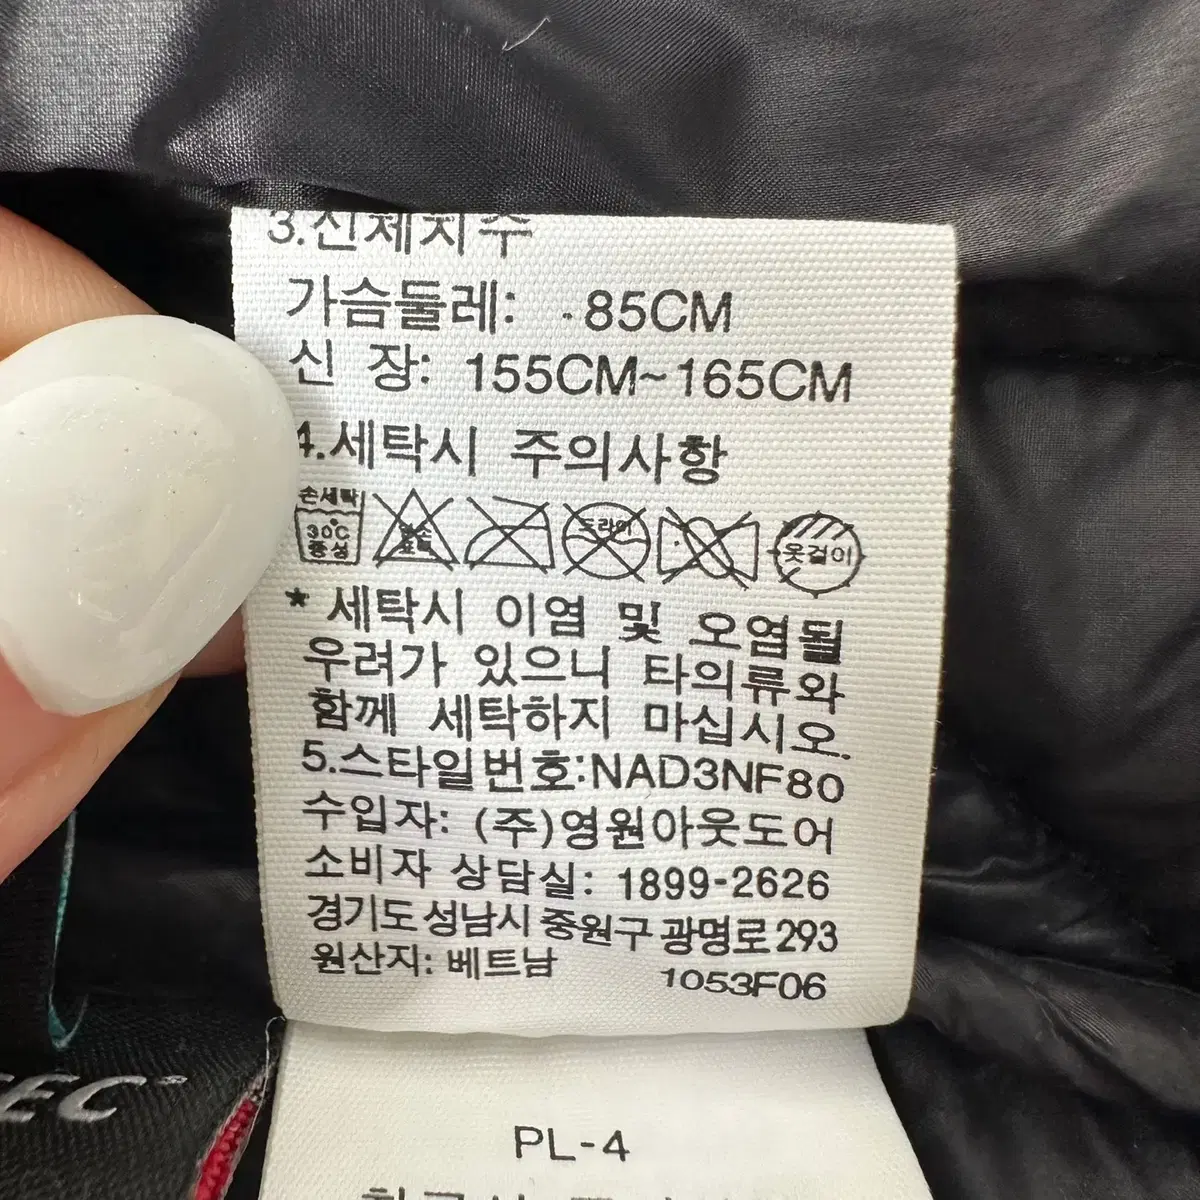 3.신체치수
가슴둘레: 85CM
신 장: 155CM~165CM
4.세탁시 주의사항
손세탁
30℃
중성
드라이
옷걸이
* 세탁시 이염 및 오염될
우려가 있으니 타의류와
함께 세탁하지 마십시오.
5.스타일번호:NAD3NF80
수입자: (주)영원아웃도어
소비자 상담실: 1899-2626
경기도 성남시 중원구 광명로 293
원산지: 베트남 1053F06
PL-4